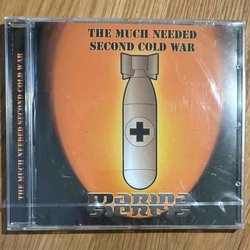 THE MUCH NEEDED
SECOND COLD WAR
THE MUCH NEEDED SECOND COLD WAR